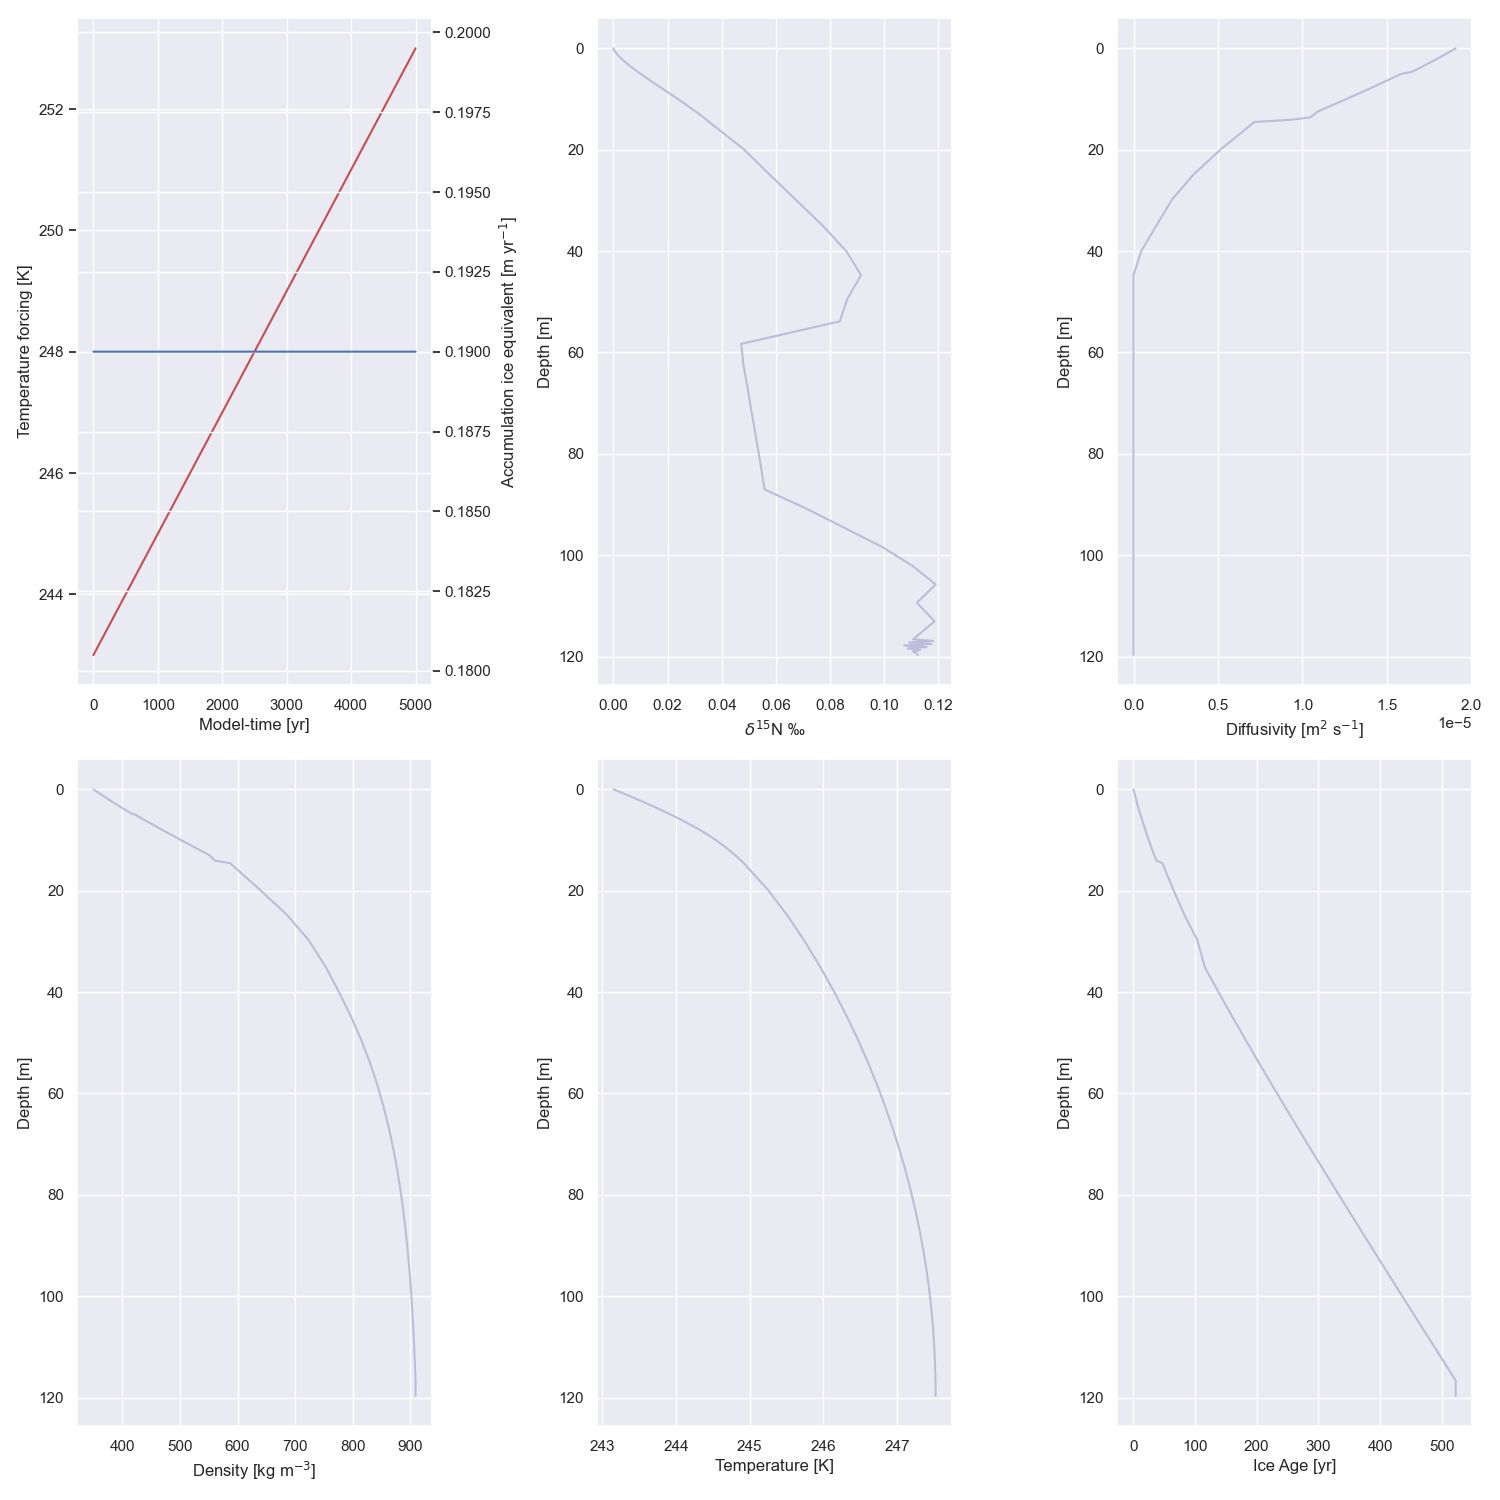 252
250
248
246
244
Temperature forcing [K]
0 1000 2000 3000 4000 5000
Model-time [yr]
0.2000
0.1975
0.1950
0.1925
0.1900
0.1875
0.1850
0.1825
0.1800
Accumulation ice equivalent [m yr⁻¹]
0
20
40
60
80
100
120
Depth [m]
0.00 0.02 0.04 0.06 0.08 0.10 0.12
δ¹⁵N ‰
0
20
40
60
80
100
120
Depth [m]
0.0 0.5 1.0 1.5 2.0
1e−5
Diffusivity [m² s⁻¹]
0
20
40
60
80
100
120
Depth [m]
400 500 600 700 800 900
Density [kg m⁻³]
0
20
40
60
80
100
120
Depth [m]
243 244 245 246 247
Temperature [K]
0
20
40
60
80
100
120
Depth [m]
0 100 200 300 400 500
Ice Age [yr]